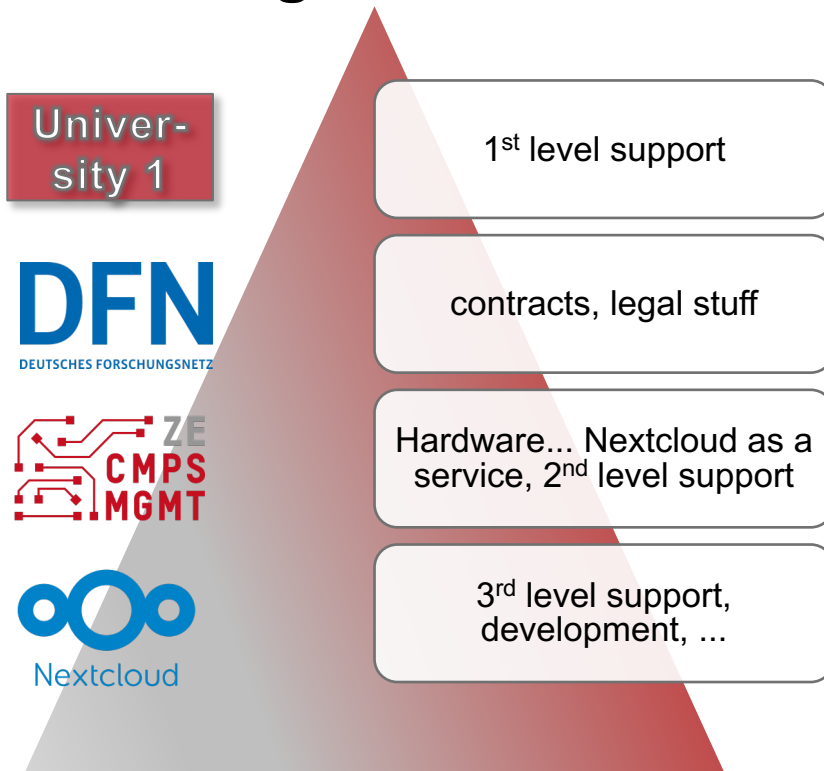 Univer-
sity 1
1st level support
DFN
DEUTSCHES FORSCHUNGSNETZ
contracts, legal stuff
ZE
CMPS
MGMT
Hardware... Nextcloud as a
service, 2nd level support
Nextcloud
3rd level support,
development, ...